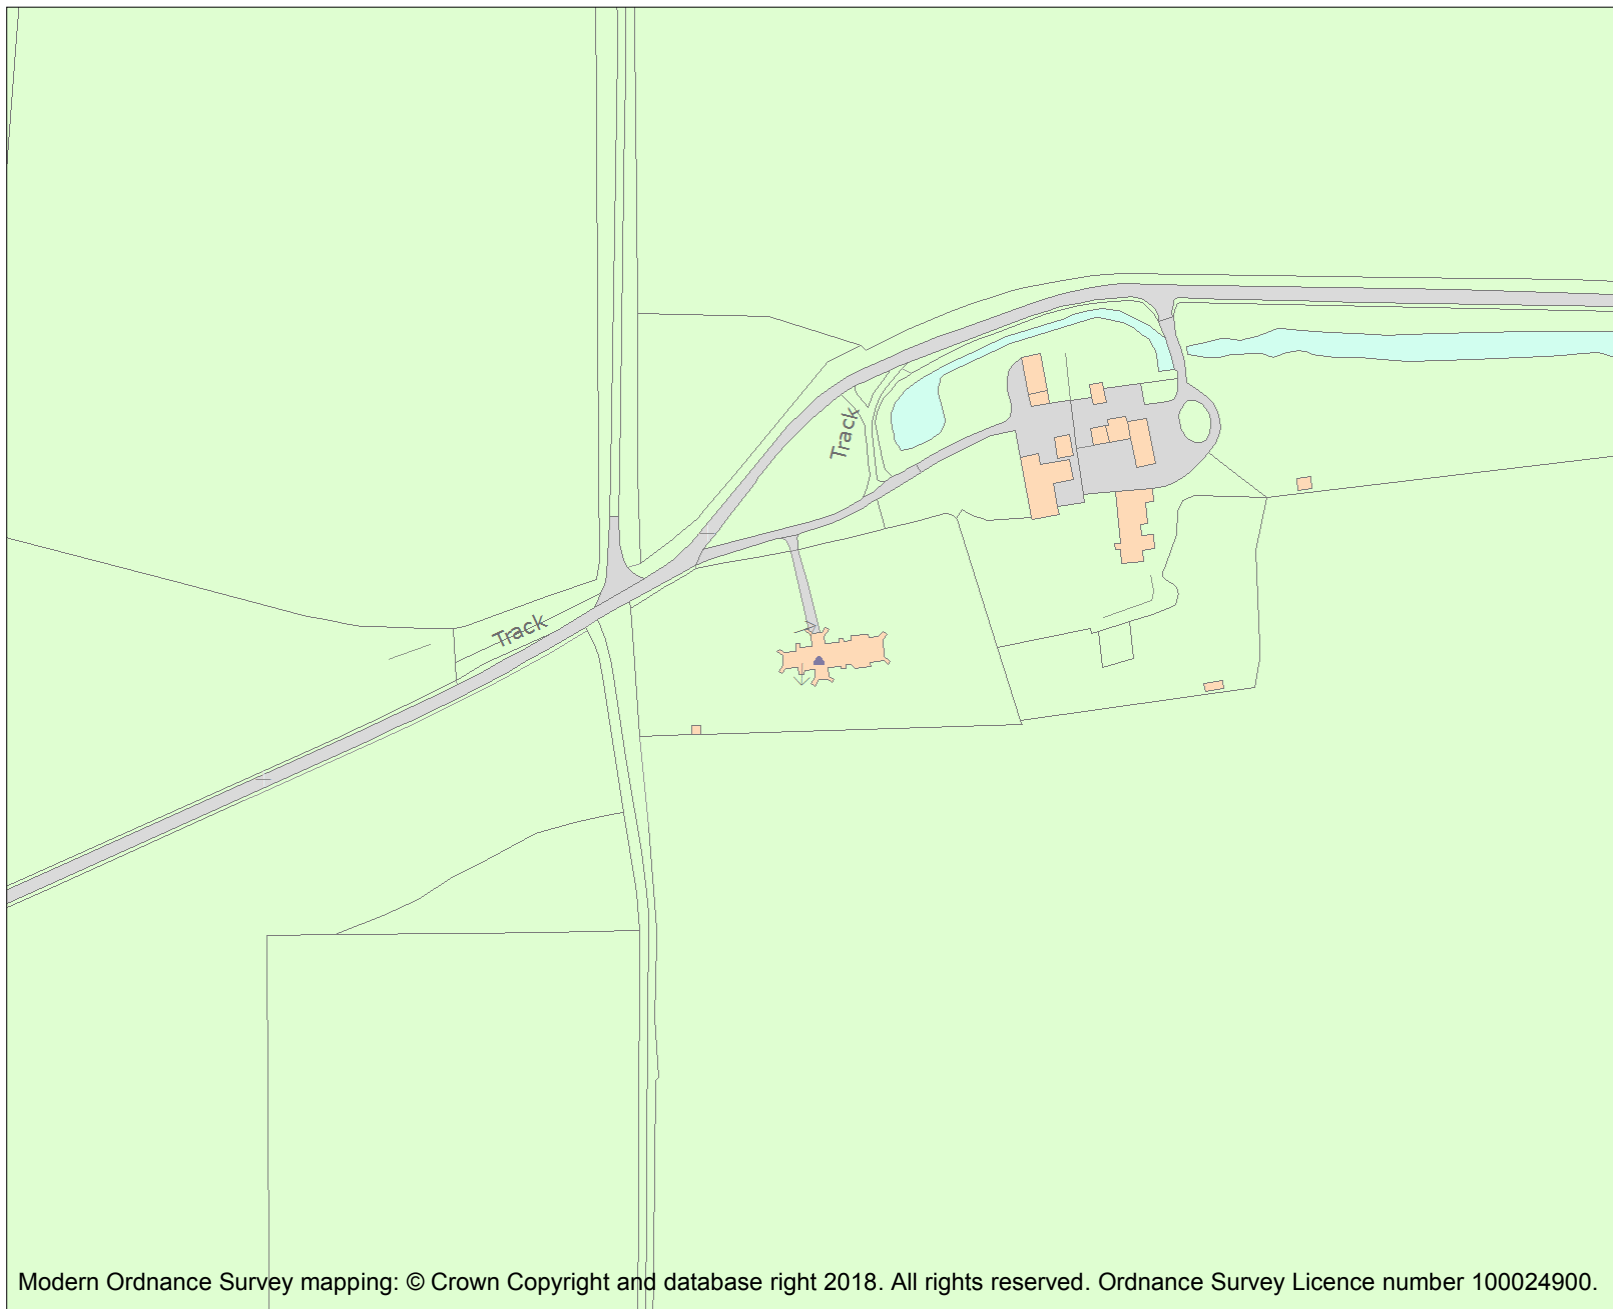 Track
Track
Modern Ordnance Survey mapping: © Crown Copyright and database right 2018. All rights reserved. Ordnance Survey Licence number 100024900.